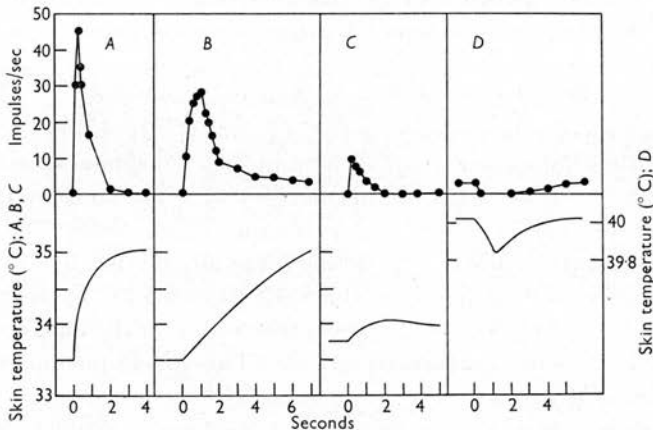 Impulses/sec
50
40
30
20
10
0
A
B
C
D
Skin temperature (°C); A, B, C
35
34
33
40
39·8
Skin temperature (°C); D
0 2 4 0 2 4 6 0 2 4 0 2 4
Seconds